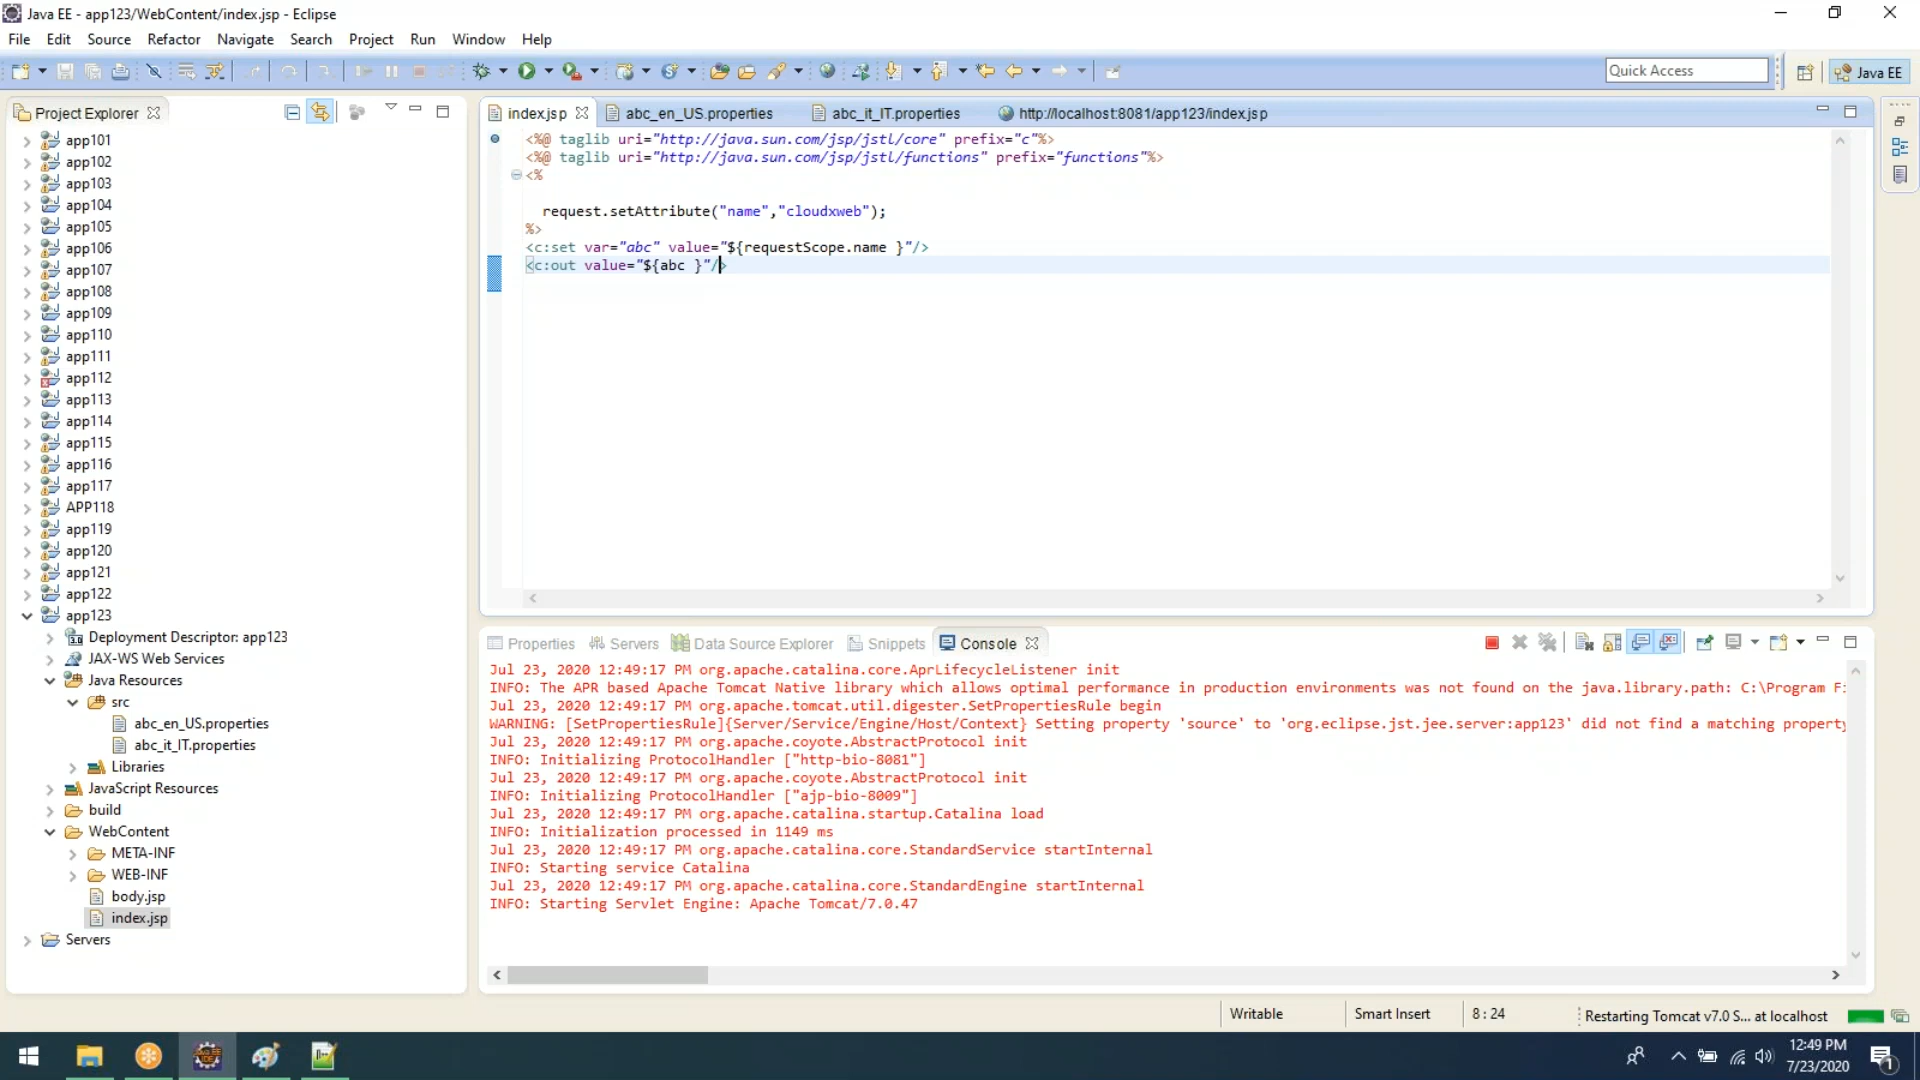 Java EE - app123/WebContent/index.jsp - Eclipse
File Edit Source Refactor Navigate Search Project Run Window Help
Quick Access
Java EE
Project Explorer
app101
app102
app103
app104
app105
app106
app107
app108
app109
app110
app111
app112
app113
app114
app115
app116
app117
APP118
app119
app120
app121
app122
app123
Deployment Descriptor: app123
JAX-WS Web Services
Java Resources
src
abc_en_US.properties
abc_it_IT.properties
Libraries
JavaScript Resources
build
WebContent
META-INF
WEB-INF
body.jsp
index.jsp
Servers
index.jsp abc_en_US.properties abc_it_IT.properties http://localhost:8081/app123/index.jsp
<%@ taglib uri="http://java.sun.com/jsp/jstl/core" prefix="c"%>
<%@ taglib uri="http://java.sun.com/jsp/jstl/functions" prefix="functions"%>
<%
request.setAttribute("name","cloudxweb");
%>
<c:set var="abc" value="${requestScope.name }"/>
<c:out value="${abc }"/>
Properties Servers Data Source Explorer Snippets Console
Jul 23, 2020 12:49:17 PM org.apache.catalina.core.AprLifecycleListener init
INFO: The APR based Apache Tomcat Native library which allows optimal performance in production environments was not found on the java.library.path: C:\Program Fi
Jul 23, 2020 12:49:17 PM org.apache.tomcat.util.digester.SetPropertiesRule begin
WARNING: [SetPropertiesRule]{Server/Service/Engine/Host/Context} Setting property 'source' to 'org.eclipse.jst.jee.server:app123' did not find a matching property
Jul 23, 2020 12:49:17 PM org.apache.coyote.AbstractProtocol init
INFO: Initializing ProtocolHandler ["http-bio-8081"]
Jul 23, 2020 12:49:17 PM org.apache.coyote.AbstractProtocol init
INFO: Initializing ProtocolHandler ["ajp-bio-8009"]
Jul 23, 2020 12:49:17 PM org.apache.catalina.startup.Catalina load
INFO: Initialization processed in 1149 ms
Jul 23, 2020 12:49:17 PM org.apache.catalina.core.StandardService startInternal
INFO: Starting service Catalina
Jul 23, 2020 12:49:17 PM org.apache.catalina.core.StandardEngine startInternal
INFO: Starting Servlet Engine: Apache Tomcat/7.0.47
Writable Smart Insert 8 : 24 Restarting Tomcat v7.0 S... at localhost
12:49 PM
7/23/2020
1